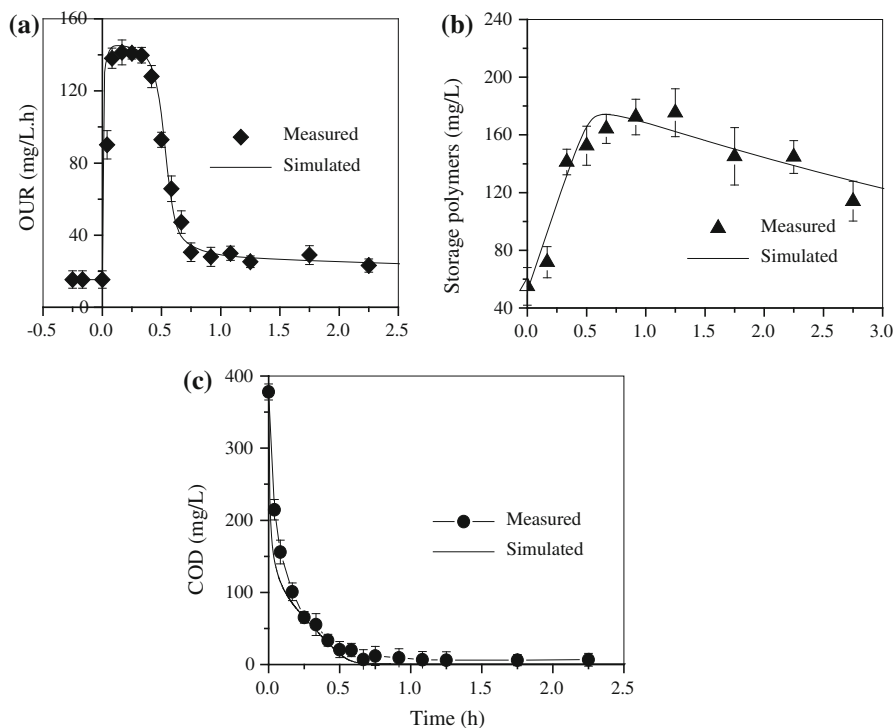 (a)
160
120
80
40
0
OUR (mg/L.h)
Measured
Simulated
-0.5 0.0 0.5 1.0 1.5 2.0 2.5
(b)
240
200
160
120
80
40
Storage polymers (mg/L)
Measured
Simulated
0.0 0.5 1.0 1.5 2.0 2.5 3.0
(c)
400
300
200
100
0
COD (mg/L)
Measured
Simulated
0.0 0.5 1.0 1.5 2.0 2.5
Time (h)